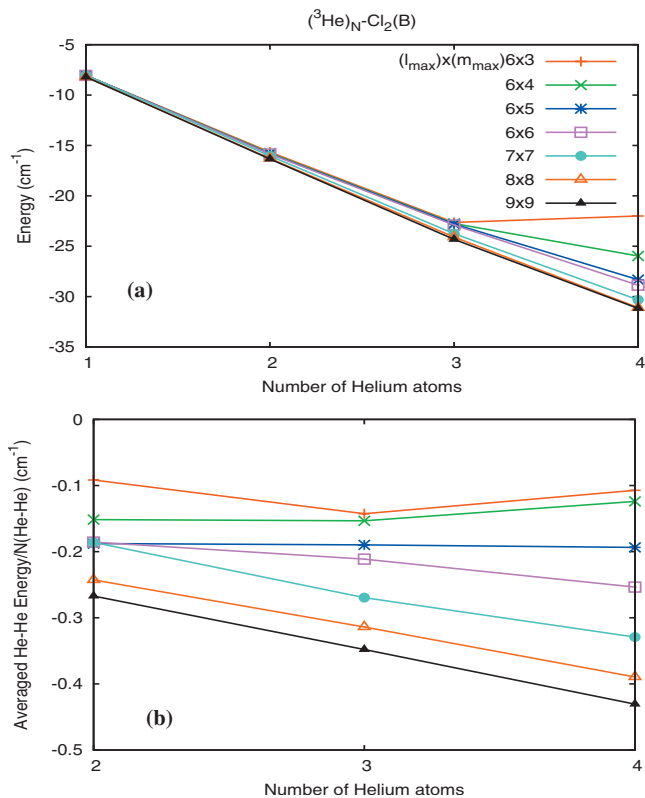 (³He)N-Cl₂(B)
-5
-10
-15
-20
-25
-30
-35
Energy (cm⁻¹)
(lmax)x(mmax)6x3
6x4
6x5
6x6
7x7
8x8
9x9
(a)
1
2
3
4
Number of Helium atoms
0
-0.1
-0.2
-0.3
-0.4
-0.5
Averaged He-He Energy/N(He-He) (cm⁻¹)
(b)
2
3
4
Number of Helium atoms